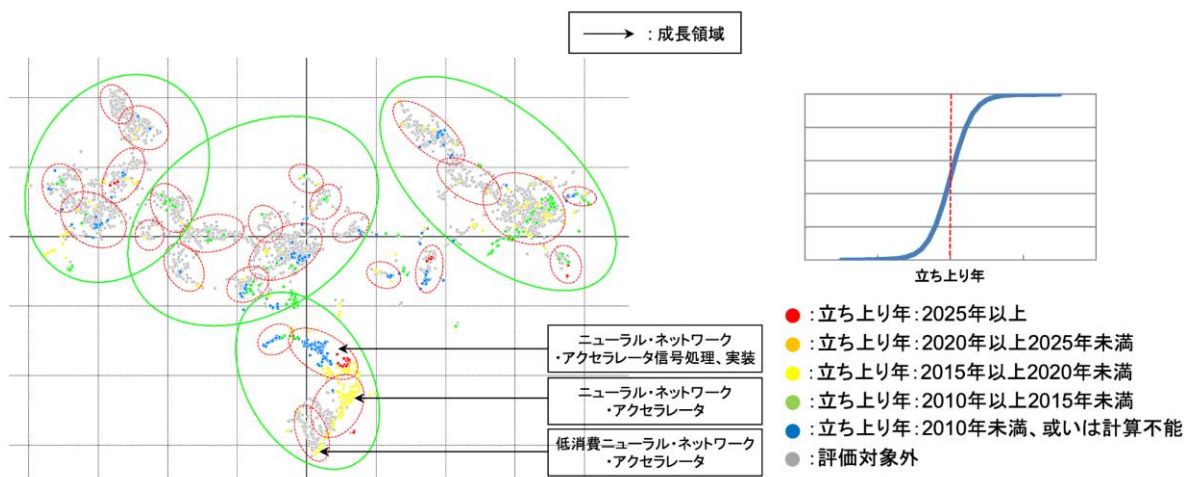 ：成長領域
ニューラル・ネットワーク
・アクセラレータ信号処理、実装
ニューラル・ネットワーク
・アクセラレータ
低消費ニューラル・ネットワーク
・アクセラレータ
立ち上り年
：立ち上り年：2025年以上
：立ち上り年：2020年以上2025年未満
：立ち上り年：2015年以上2020年未満
：立ち上り年：2010年以上2015年未満
：立ち上り年：2010年未満、或いは計算不能
：評価対象外